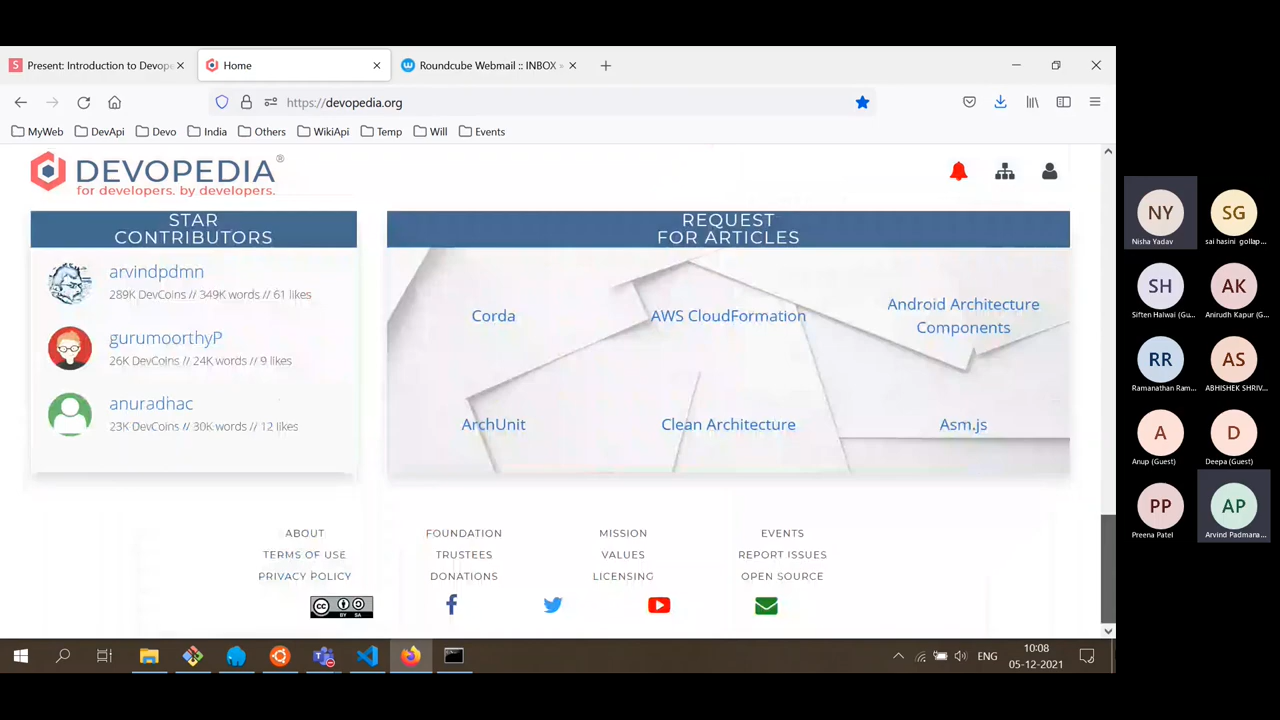 Present: Introduction to Devope
Home
Roundcube Webmail :: INBOX
https://devopedia.org
MyWeb
DevApi
Devo
India
Others
WikiApi
Temp
Will
Events
DEVOPEDIA®
for developers. by developers.
STAR
CONTRIBUTORS
arvindpdmn
289K DevCoins // 349K words // 61 likes
gurumoorthyP
26K DevCoins // 24K words // 9 likes
anuradhac
23K DevCoins // 30K words // 12 likes
REQUEST
FOR ARTICLES
Corda
AWS CloudFormation
Android Architecture
Components
ArchUnit
Clean Architecture
Asm.js
ABOUT
FOUNDATION
MISSION
EVENTS
TERMS OF USE
TRUSTEES
VALUES
REPORT ISSUES
PRIVACY POLICY
DONATIONS
LICENSING
OPEN SOURCE
CC BY SA
ENG
10:08
05-12-2021
NY
Nisha Yadav
SG
sai hasini gollap...
SH
Siften Halwai (Gu...
AK
Anirudh Kapur (G...
RR
Ramanathan Ram...
AS
ABHISHEK SHRIV...
A
Anup (Guest)
D
Deepa (Guest)
PP
Preena Patel
AP
Arvind Padmana...